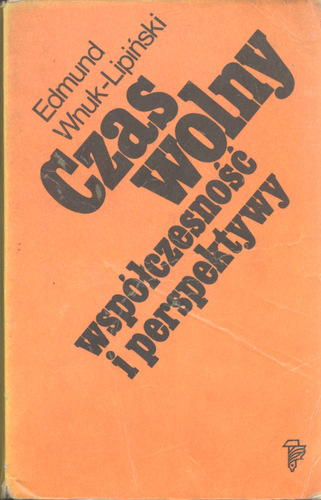 Edmund
Wnuk-Lipiński
Czas
wolny
współczesność
i perspektywy